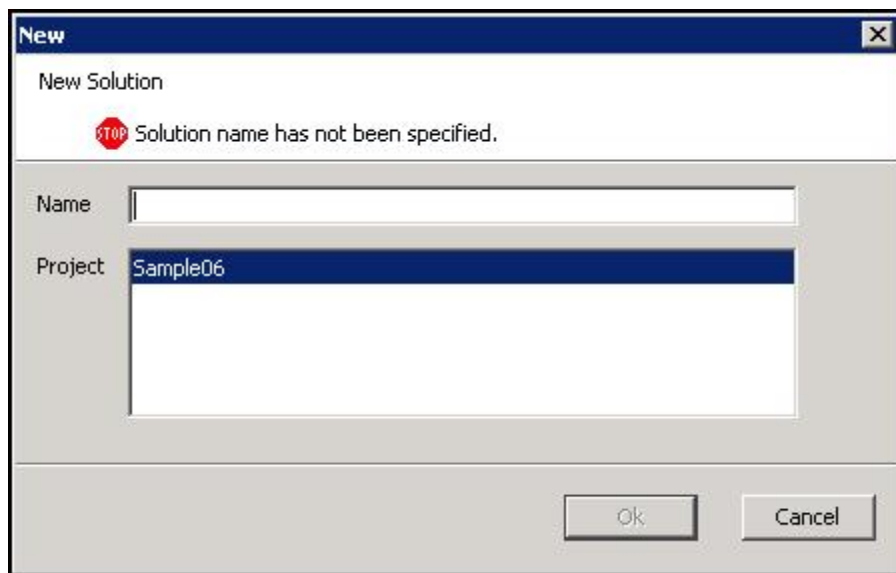 New
New Solution
STOP Solution name has not been specified.
Name
Project Sample06
Ok Cancel